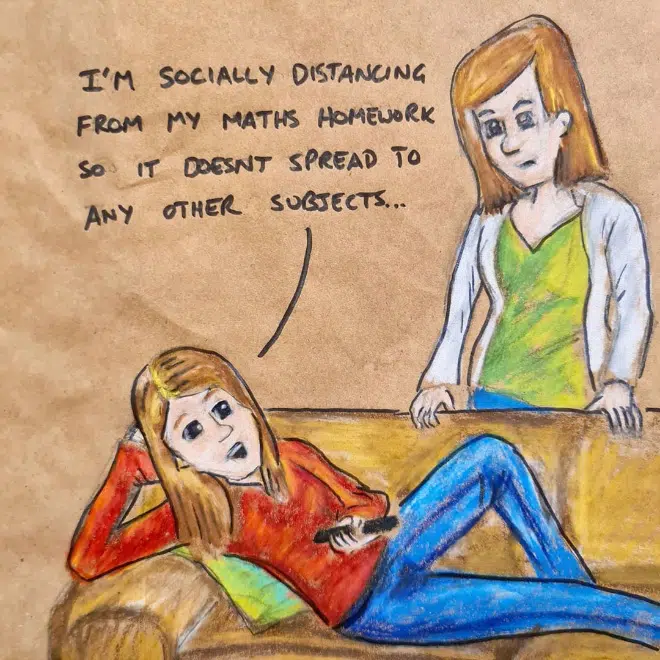 I'M SOCIALLY DISTANCING
FROM MY MATHS HOMEWORK
SO IT DOESNT SPREAD TO
ANY OTHER SUBJECTS...